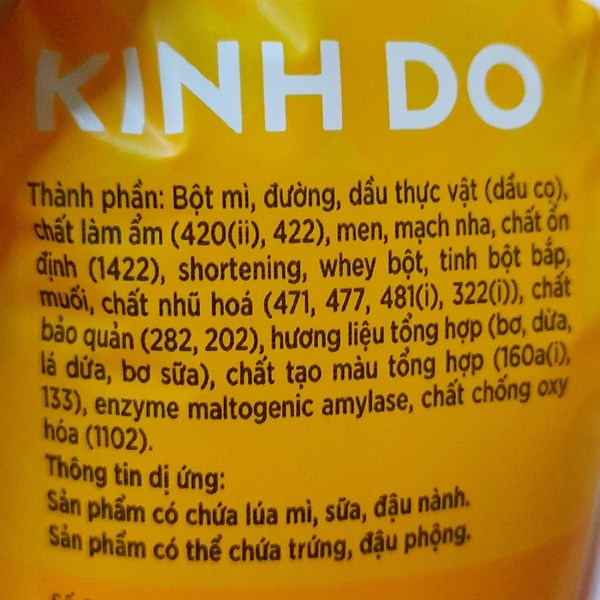 KINH DO
Thành phần: Bột mì, đường, dầu thực vật (dầu cọ),
chất làm ẩm (420(ii), 422), men, mạch nha, chất ổn
định (1422), shortening, whey bột, tinh bột bắp,
muối, chất nhũ hoá (471, 477, 481(i), 322(i)), chất
bảo quản (282, 202), hương liệu tổng hợp (bơ, dừa,
lá dứa, bơ sữa), chất tạo màu tổng hợp (160a(i),
133), enzyme maltogenic amylase, chất chống oxy
hóa (1102).
Thông tin dị ứng:
Sản phẩm có chứa lúa mì, sữa, đậu nành.
Sản phẩm có thể chứa trứng, đậu phộng.